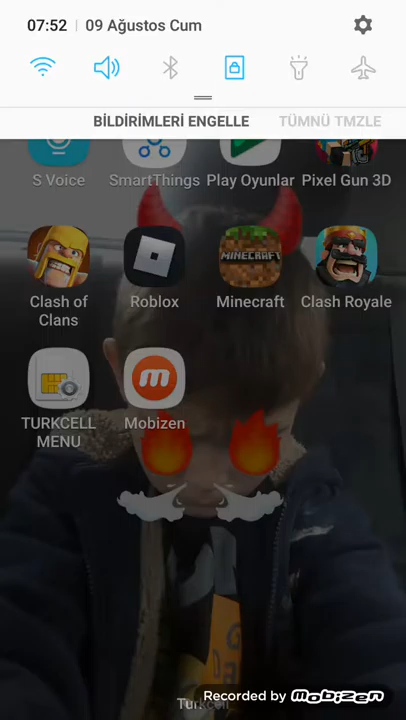 07:52 | 09 Ağustos Cum
BİLDİRİMLERİ ENGELLE TÜMNÜ TMZLE
S Voice SmartThings Play Oyunlar Pixel Gun 3D
MINECRAFT
Clash of Clans Roblox Minecraft Clash Royale
TURKCELL MENU Mobizen
Turkcell
Recorded by mobizen